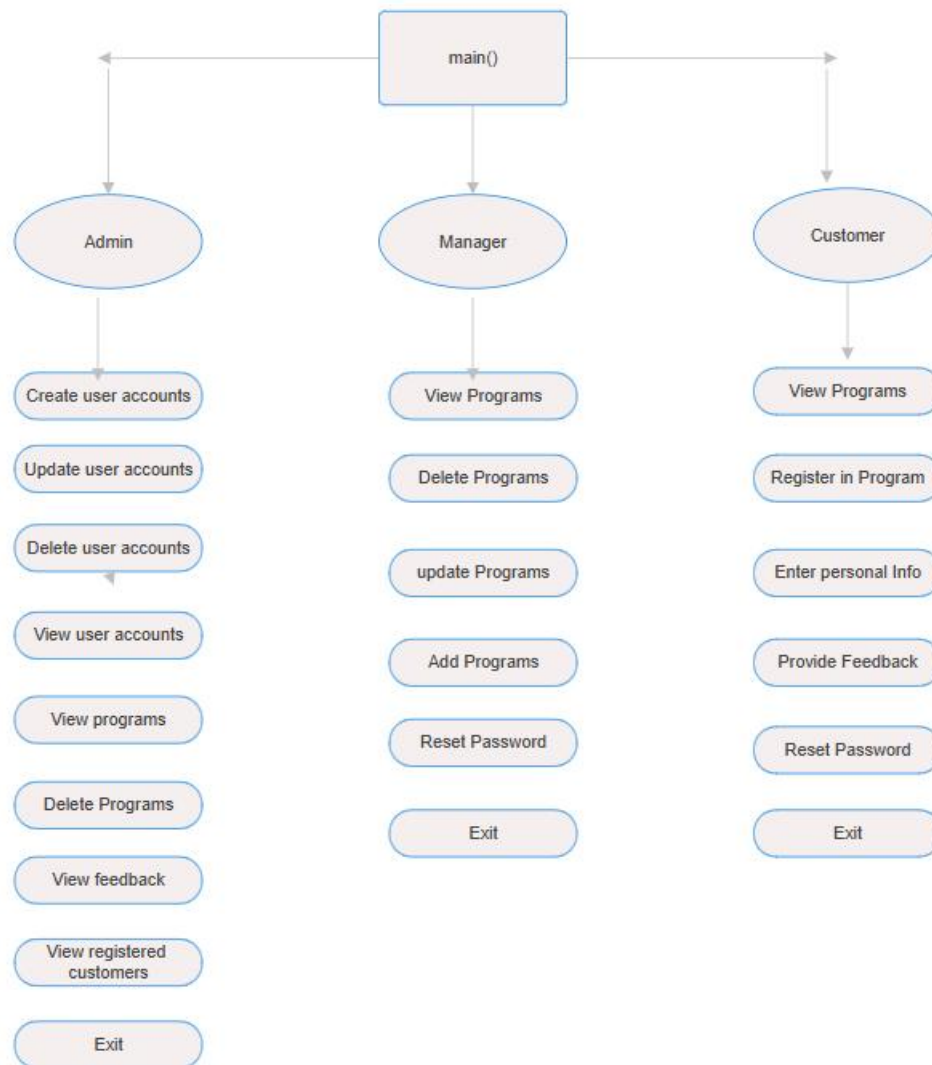 main()
Admin
Manager
Customer
Create user accounts
View Programs
View Programs
Update user accounts
Delete Programs
Register in Program
Delete user accounts
update Programs
Enter personal Info
View user accounts
Add Programs
Provide Feedback
View programs
Reset Password
Reset Password
Delete Programs
Exit
Exit
View feedback
View registered
customers
Exit